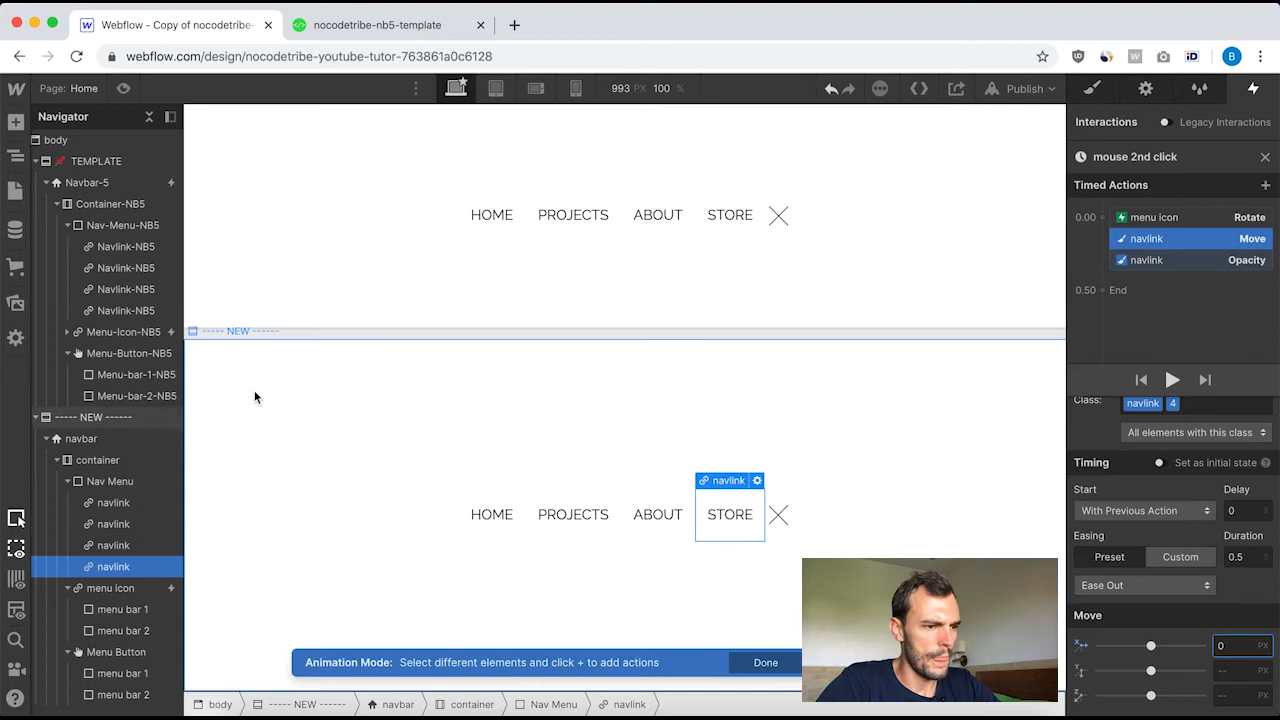 Webflow - Copy of nocodetribe-
nocodetribe-nb5-template
webflow.com/design/nocodetribe-youtube-tutor-763861a0c6128
B
Page: Home
993 PX 100 %
Publish
Navigator
body
TEMPLATE
Navbar-5
Container-NB5
Nav-Menu-NB5
Navlink-NB5
Navlink-NB5
Navlink-NB5
Navlink-NB5
Menu-Icon-NB5
Menu-Button-NB5
Menu-bar-1-NB5
Menu-bar-2-NB5
----- NEW ------
navbar
container
Nav Menu
navlink
navlink
navlink
navlink
menu icon
menu bar 1
menu bar 2
Menu Button
menu bar 1
menu bar 2
HOME PROJECTS ABOUT STORE
----- NEW ------
navlink
HOME PROJECTS ABOUT STORE
Animation Mode: Select different elements and click + to add actions
Done
body ----- NEW ------ navbar container Nav Menu navlink
Interactions Legacy Interactions
mouse 2nd click
Timed Actions
0.00 menu icon Rotate
navlink Move
navlink Opacity
0.50 End
Class:
navlink 4
All elements with this class
Timing Set as initial state
Start Delay
With Previous Action 0
Easing Duration
Preset Custom 0.5
Ease Out
Move
X 0 PX
Y -- PX
Z -- PX